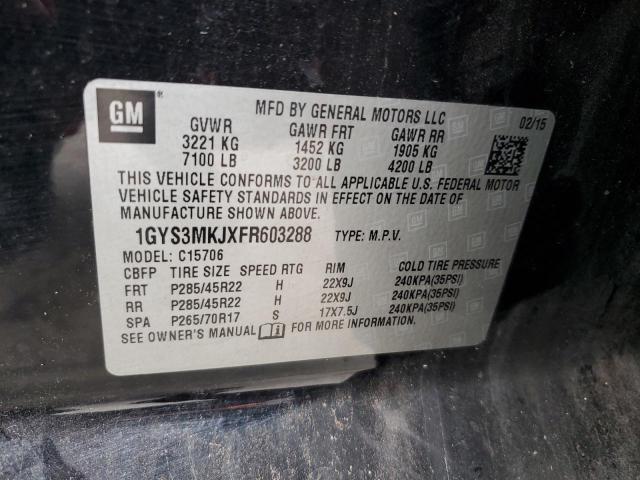 GM ®
MFD BY GENERAL MOTORS LLC
02/15
GVWR GAWR FRT GAWR RR
3221 KG 1452 KG 1905 KG
7100 LB 3200 LB 4200 LB
THIS VEHICLE CONFORMS TO ALL APPLICABLE U.S. FEDERAL MOTOR
VEHICLE SAFETY STANDARDS IN EFFECT ON THE DATE OF
MANUFACTURE SHOWN ABOVE.
1GYS3MKJXFR603288 TYPE: M.P.V.
MODEL: C15706
CBFP TIRE SIZE SPEED RTG RIM COLD TIRE PRESSURE
FRT P285/45R22 H 22X9J 240KPA(35PSI)
RR P285/45R22 H 22X9J 240KPA(35PSI)
SPA P265/70R17 S 17X7.5J 240KPA(35PSI)
SEE OWNER'S MANUAL FOR MORE INFORMATION.